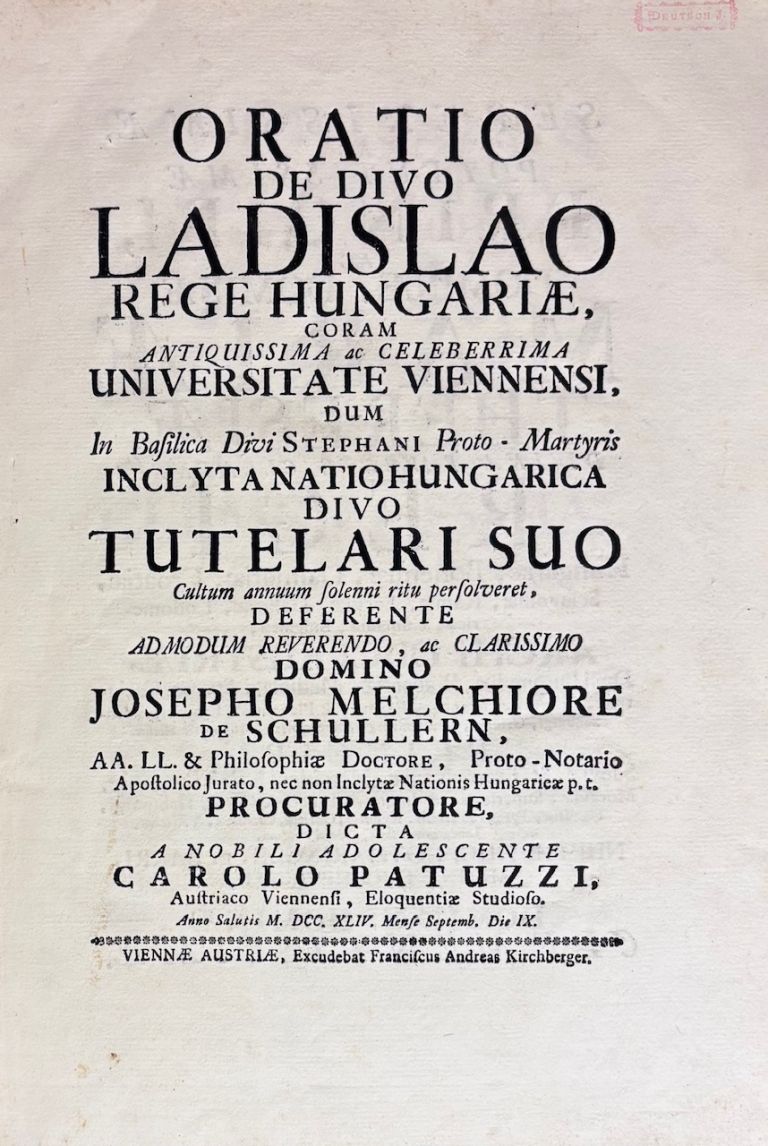 DEUTSCH J.
ORATIO
DE DIVO
LADISLAO
REGE HUNGARIÆ,
CORAM
ANTIQUISSIMA ac CELEBERRIMA
UNIVERSITATE VIENNENSI,
DUM
In Baſilica Divi STEPHANI Proto - Martyris
INCLYTA NATIO HUNGARICA
DIVO
TUTELARI SUO
Cultum annuum ſolenni ritu perſolveret,
DEFERENTE
ADMODUM REVERENDO, ac CLARISSIMO
DOMINO
JOSEPHO MELCHIORE
DE SCHULLERN,
AA. LL. & Philoſophiæ DOCTORE, Proto - Notario
Apoſtolico Jurato, nec non Inclytæ Nationis Hungaricæ p. t.
PROCURATORE,
DICTA
A NOBILI ADOLESCENTE
CAROLO PATUZZI,
Auſtriaco Viennenſi, Eloquentiæ Studioſo.
Anno Salutis M. DCC. XLIV. Menſe Septemb. Die IX.
VIENNÆ AUSTRIÆ, Excudebat Franciſcus Andreas Kirchberger.